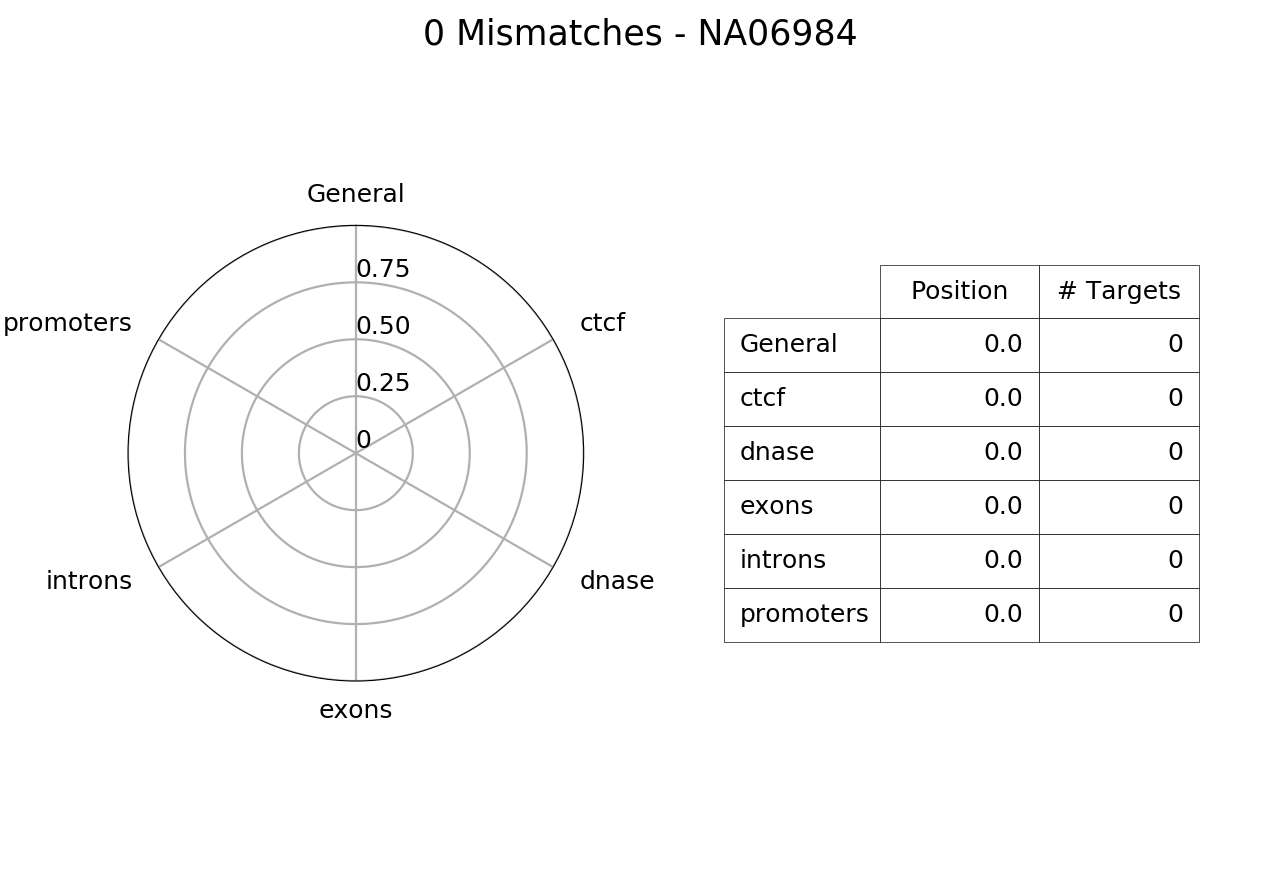 0 Mismatches - NA06984
General
promoters
ctcf
0.75
0.50
0.25
0
introns
dnase
exons
Position # Targets
General 0.0 0
ctcf 0.0 0
dnase 0.0 0
exons 0.0 0
introns 0.0 0
promoters 0.0 0